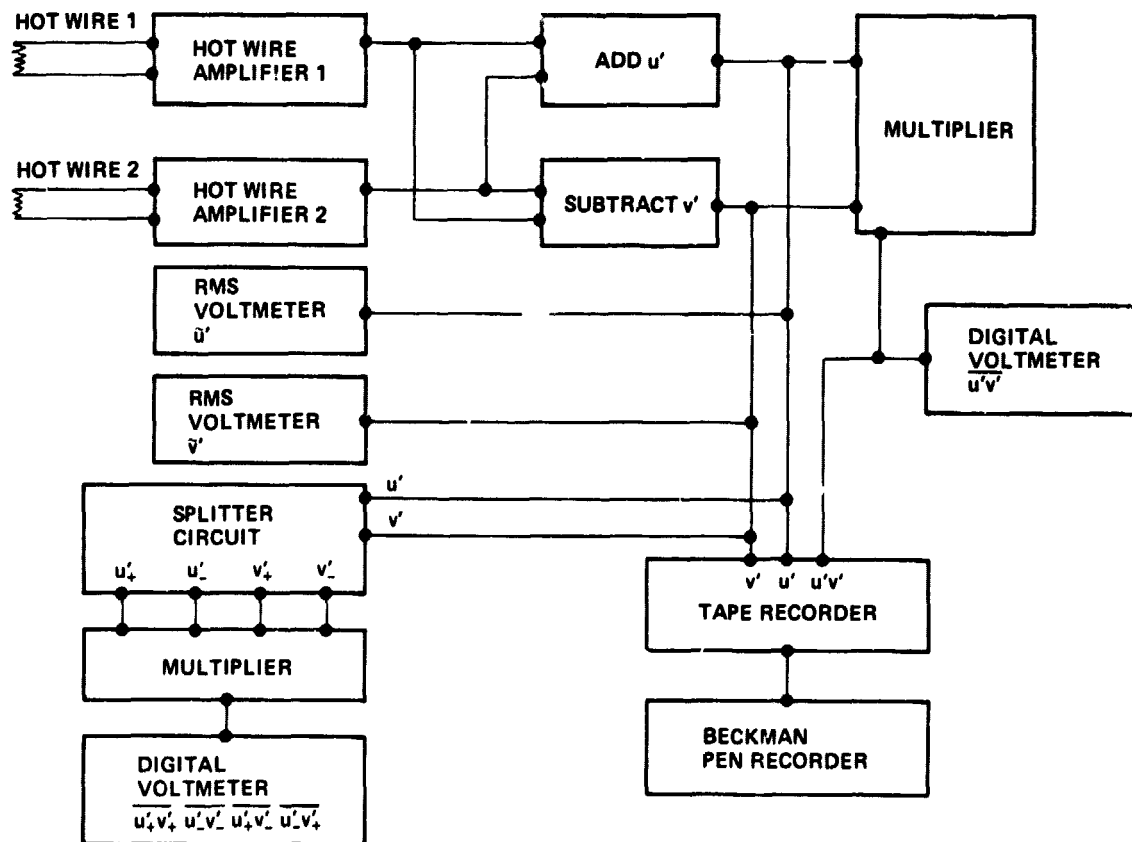 HOT WIRE 1
HOT WIRE
AMPLIFIER 1
ADD u'
MULTIPLIER
HOT WIRE 2
HOT WIRE
AMPLIFIER 2
SUBTRACT v'
RMS
VOLTMETER
ũ'
DIGITAL
VOLTMETER
u'v'
RMS
VOLTMETER
ṽ'
SPLITTER
CIRCUIT
u'
v'
u'₊ u'₋ v'₊ v'₋
v' u' u'v'
TAPE RECORDER
MULTIPLIER
BECKMAN
PEN RECORDER
DIGITAL
VOLTMETER
u'₊v'₊ u'₋v'₋ u'₊v'₋ u'₋v'₊